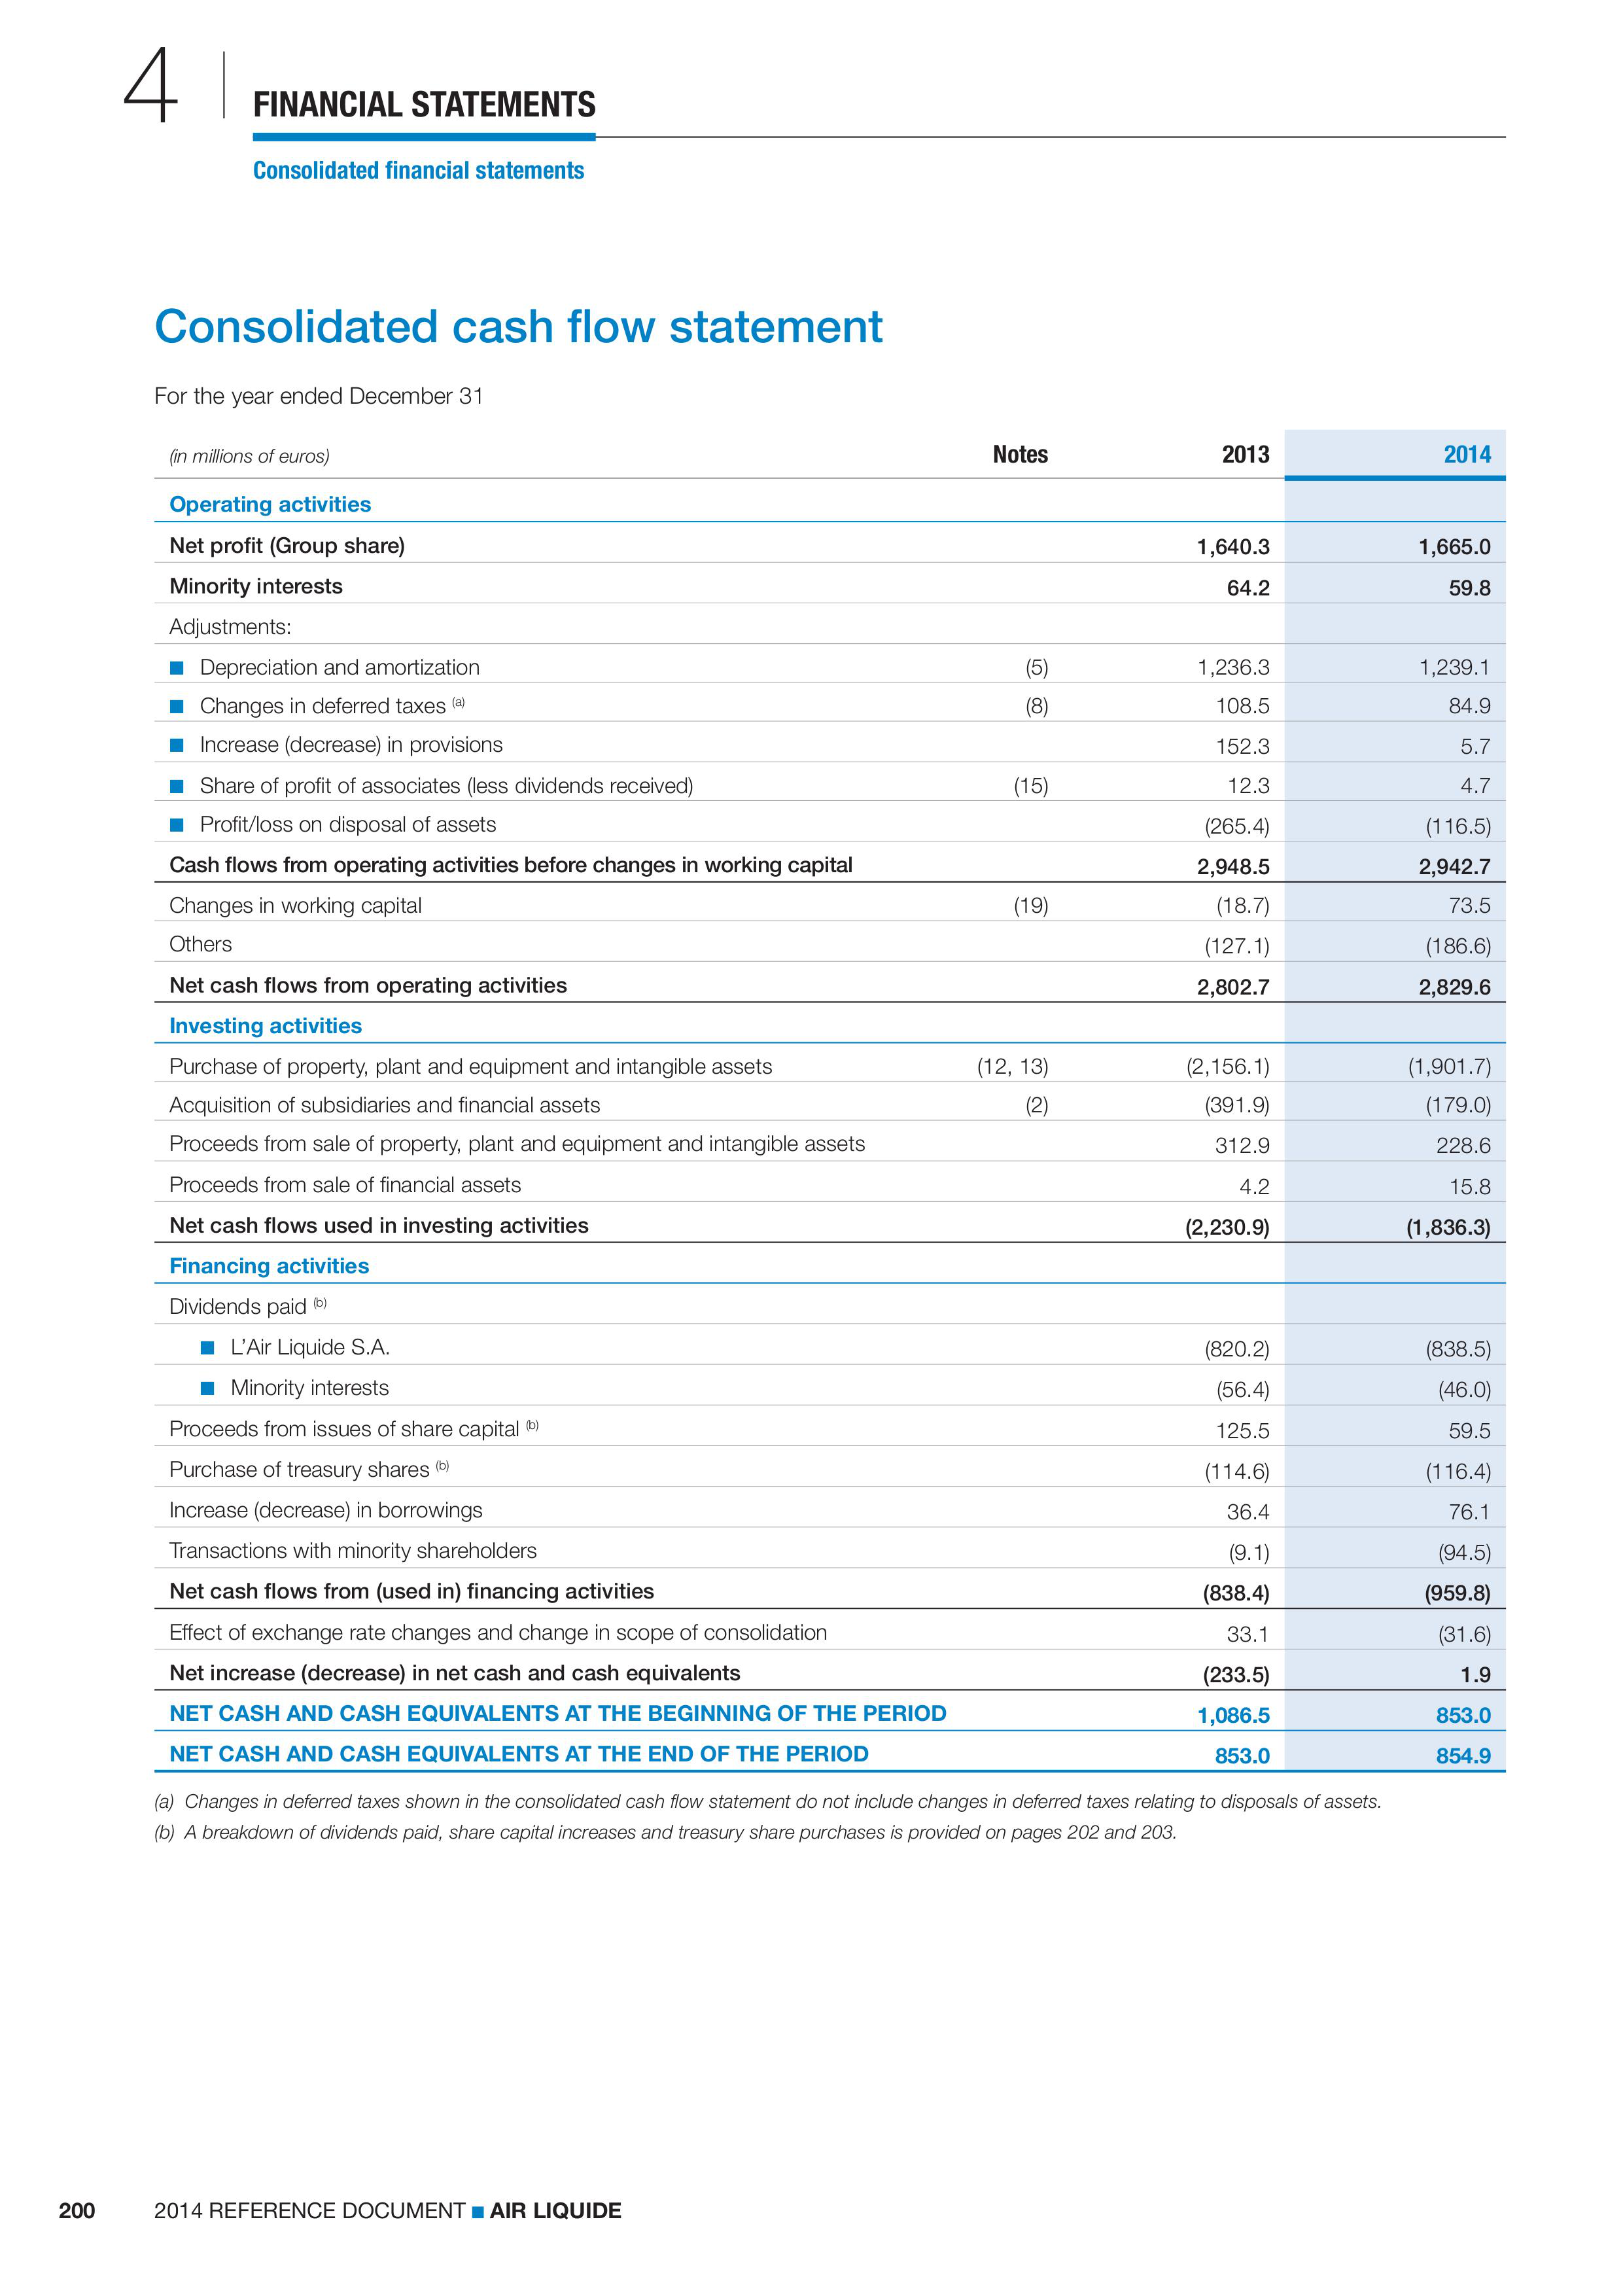 4
FINANCIAL STATEMENTS
Consolidated financial statements
Consolidated cash flow statement
For the year ended December 31
(in millions of euros) Notes 2013 2014
Operating activities
Net profit (Group share) 1,640.3 1,665.0
Minority interests 64.2 59.8
Adjustments:
■ Depreciation and amortization (5) 1,236.3 1,239.1
■ Changes in deferred taxes (a) (8) 108.5 84.9
■ Increase (decrease) in provisions 152.3 5.7
■ Share of profit of associates (less dividends received) (15) 12.3 4.7
■ Profit/loss on disposal of assets (265.4) (116.5)
Cash flows from operating activities before changes in working capital 2,948.5 2,942.7
Changes in working capital (19) (18.7) 73.5
Others (127.1) (186.6)
Net cash flows from operating activities 2,802.7 2,829.6
Investing activities
Purchase of property, plant and equipment and intangible assets (12, 13) (2,156.1) (1,901.7)
Acquisition of subsidiaries and financial assets (2) (391.9) (179.0)
Proceeds from sale of property, plant and equipment and intangible assets 312.9 228.6
Proceeds from sale of financial assets 4.2 15.8
Net cash flows used in investing activities (2,230.9) (1,836.3)
Financing activities
Dividends paid (b)
■ L'Air Liquide S.A. (820.2) (838.5)
■ Minority interests (56.4) (46.0)
Proceeds from issues of share capital (b) 125.5 59.5
Purchase of treasury shares (b) (114.6) (116.4)
Increase (decrease) in borrowings 36.4 76.1
Transactions with minority shareholders (9.1) (94.5)
Net cash flows from (used in) financing activities (838.4) (959.8)
Effect of exchange rate changes and change in scope of consolidation 33.1 (31.6)
Net increase (decrease) in net cash and cash equivalents (233.5) 1.9
NET CASH AND CASH EQUIVALENTS AT THE BEGINNING OF THE PERIOD 1,086.5 853.0
NET CASH AND CASH EQUIVALENTS AT THE END OF THE PERIOD 853.0 854.9
(a) Changes in deferred taxes shown in the consolidated cash flow statement do not include changes in deferred taxes relating to disposals of assets.
(b) A breakdown of dividends paid, share capital increases and treasury share purchases is provided on pages 202 and 203.
200 2014 REFERENCE DOCUMENT ■ AIR LIQUIDE